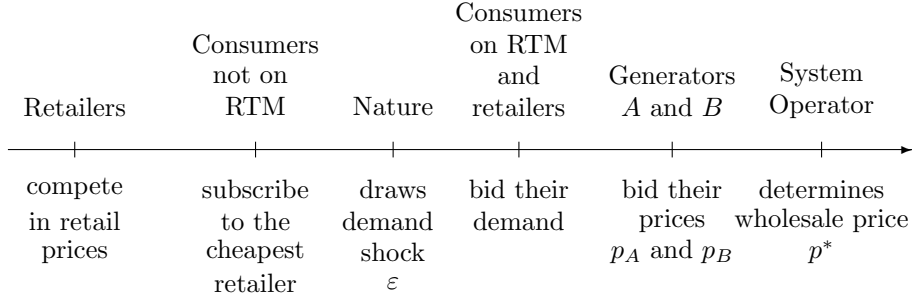 Retailers
Consumers
not on
RTM
Nature
Consumers
on RTM
and
retailers
Generators
A and B
System
Operator
compete
in retail
prices
subscribe
to the
cheapest
retailer
draws
demand
shock
ε
bid their
demand
bid their
prices
p_A and p_B
determines
wholesale price
p*